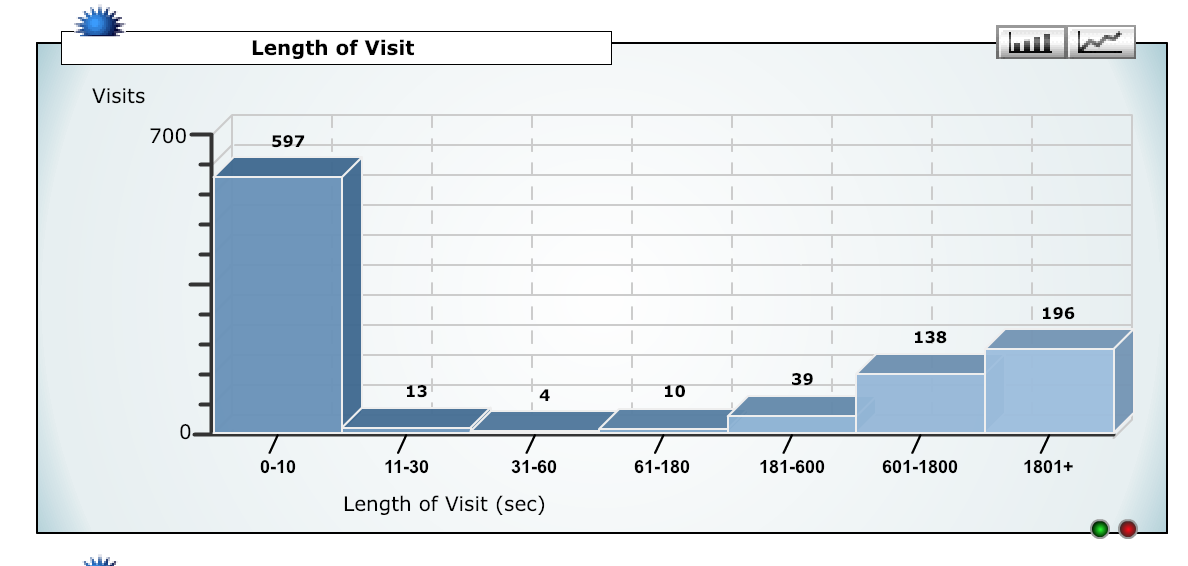 Length of Visit
Visits
700
597
196
138
13
4
10
39
0
0-10 11-30 31-60 61-180 181-600 601-1800 1801+
Length of Visit (sec)